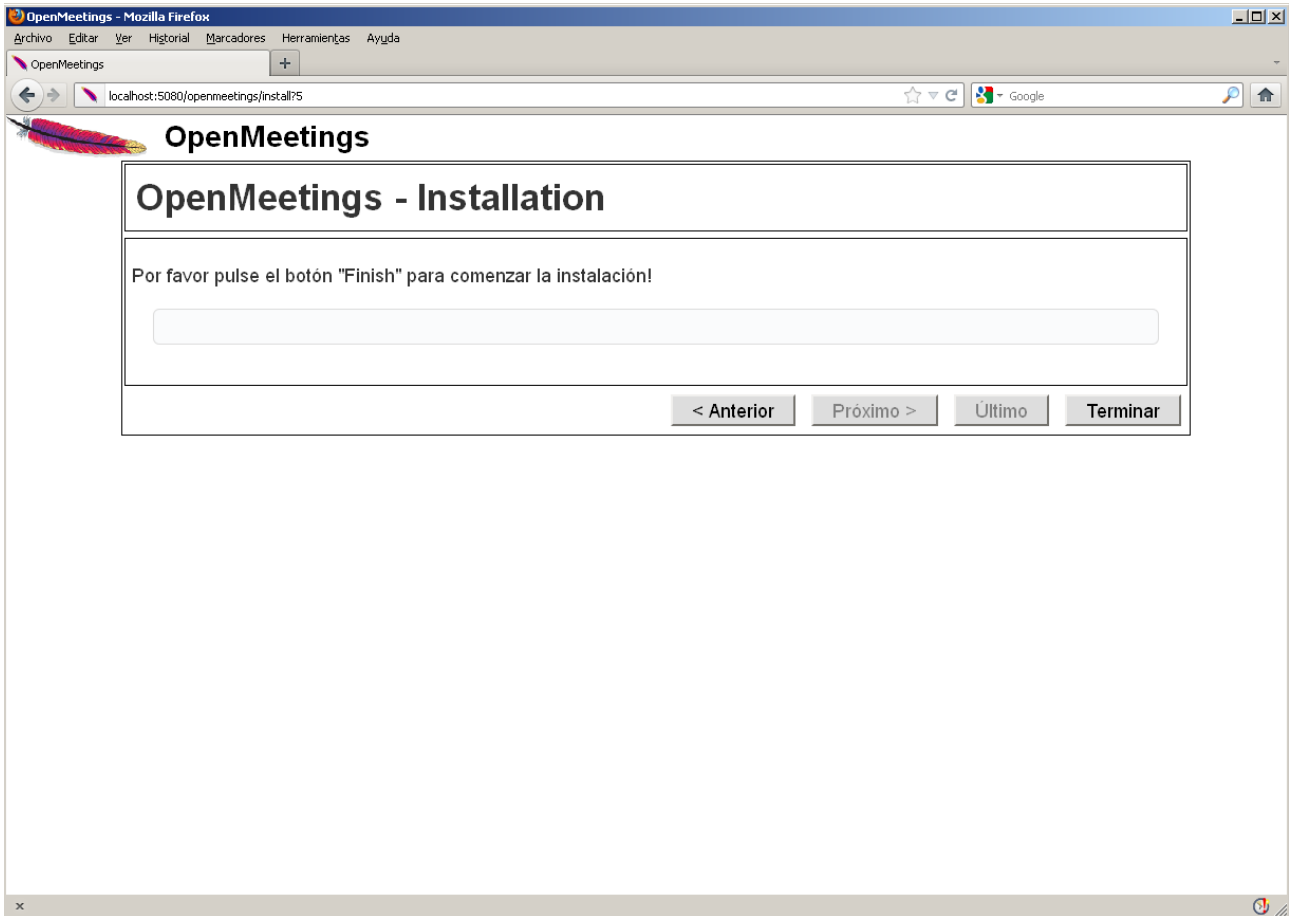 OpenMeetings - Mozilla Firefox
Archivo Editar Ver Historial Marcadores Herramientas Ayuda
OpenMeetings
localhost:5080/openmeetings/install?5
Google
OpenMeetings
OpenMeetings - Installation
Por favor pulse el botón "Finish" para comenzar la instalación!
< Anterior Próximo > Último Terminar